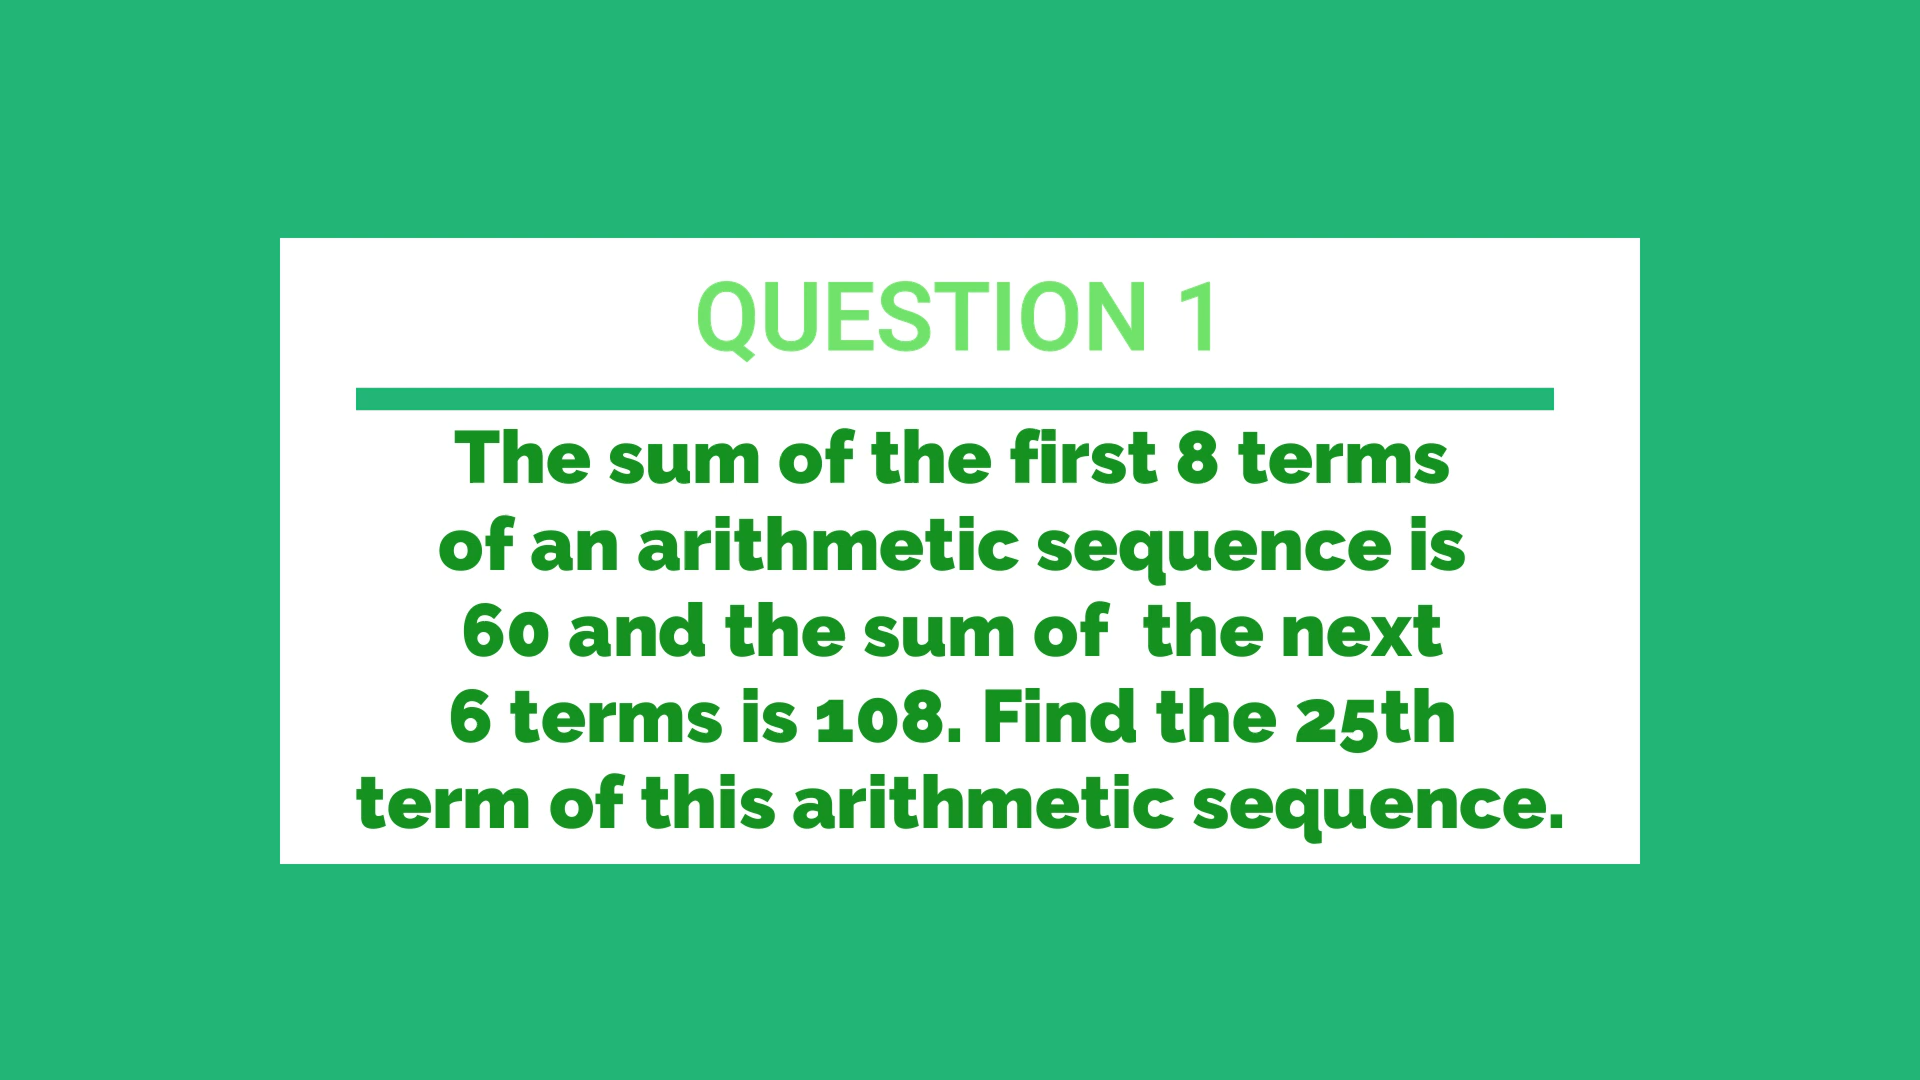 QUESTION 1
The sum of the first 8 terms
of an arithmetic sequence is
60 and the sum of the next
6 terms is 108. Find the 25th
term of this arithmetic sequence.